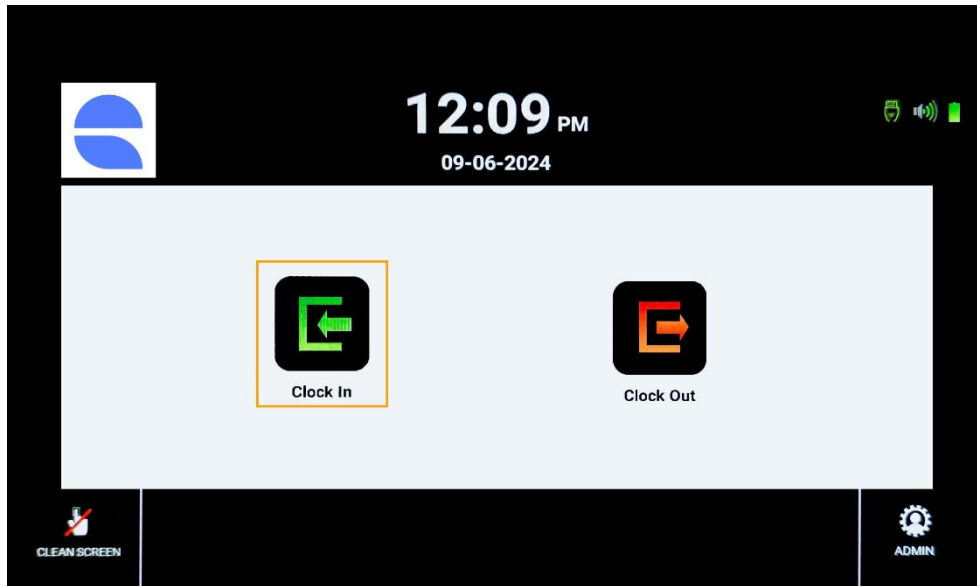 12:09 PM
09-06-2024
Clock In
Clock Out
CLEAN SCREEN
ADMIN